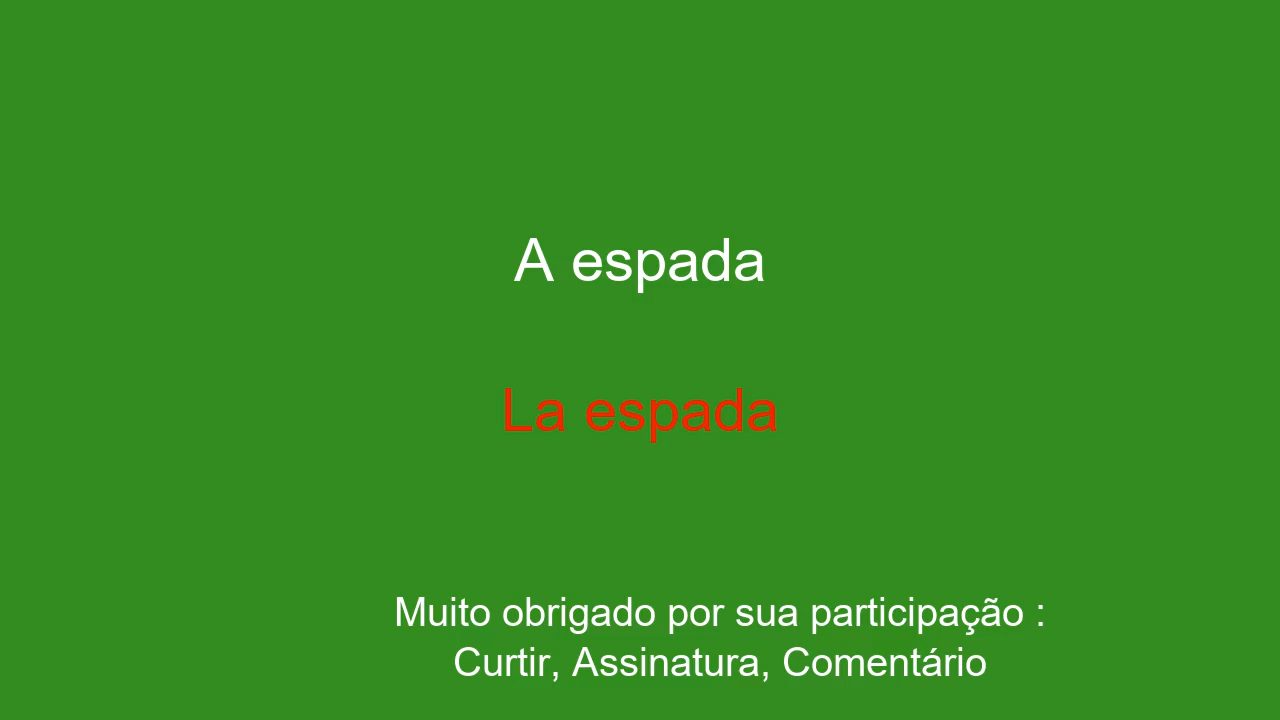 A espada
La espada
Muito obrigado por sua participação :
Curtir, Assinatura, Comentário